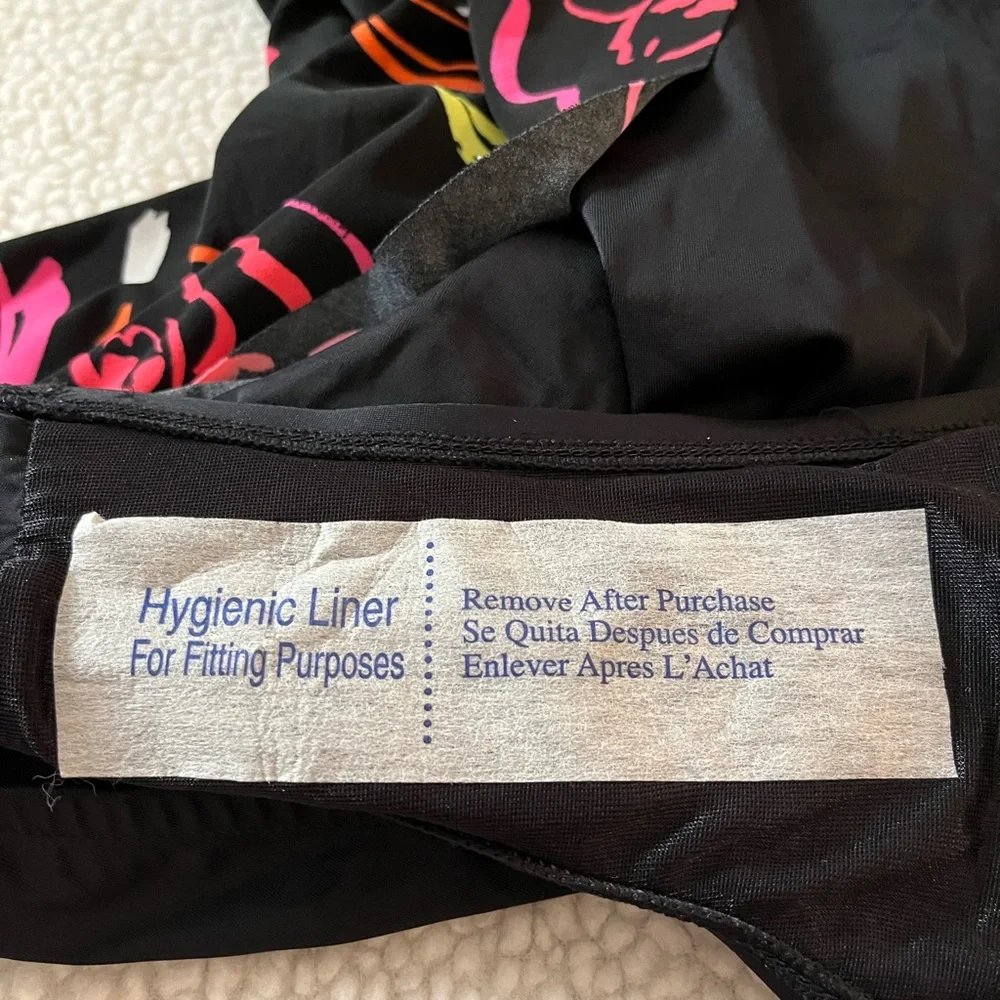 Hygienic Liner
For Fitting Purposes
Remove After Purchase
Se Quita Despues de Comprar
Enlever Apres L'Achat